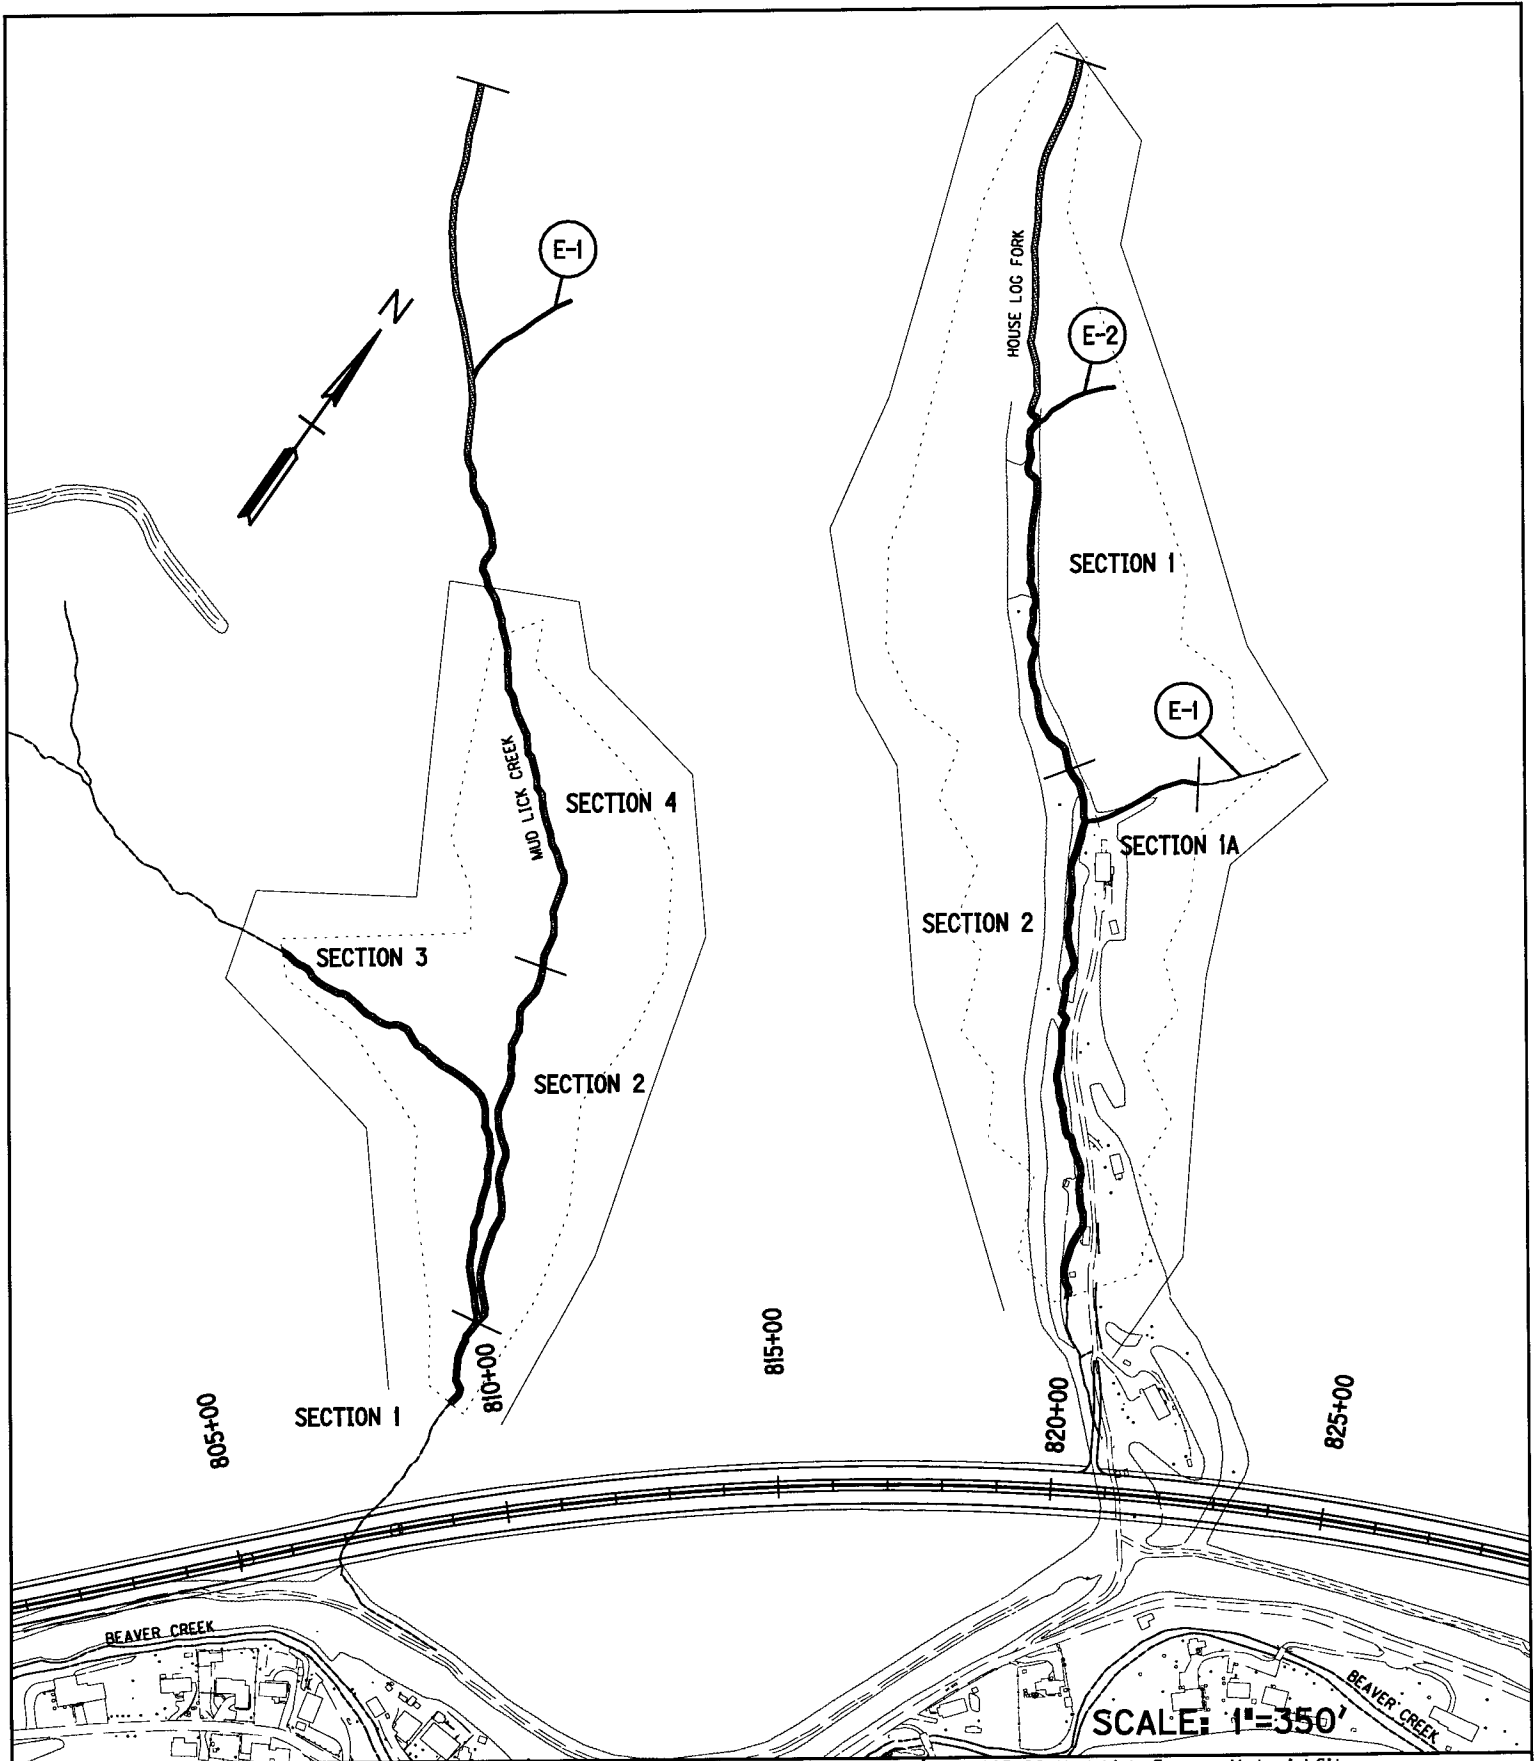 E-1
N
HOUSE LOG FORK
E-2
SECTION 1
E-1
MUD LICK CREEK
SECTION 4
SECTION 1A
SECTION 2
SECTION 3
SECTION 2
810+00
815+00
820+00
825+00
805+00
SECTION 1
BEAVER CREEK
BEAVER CREEK
SCALE: 1"=350'